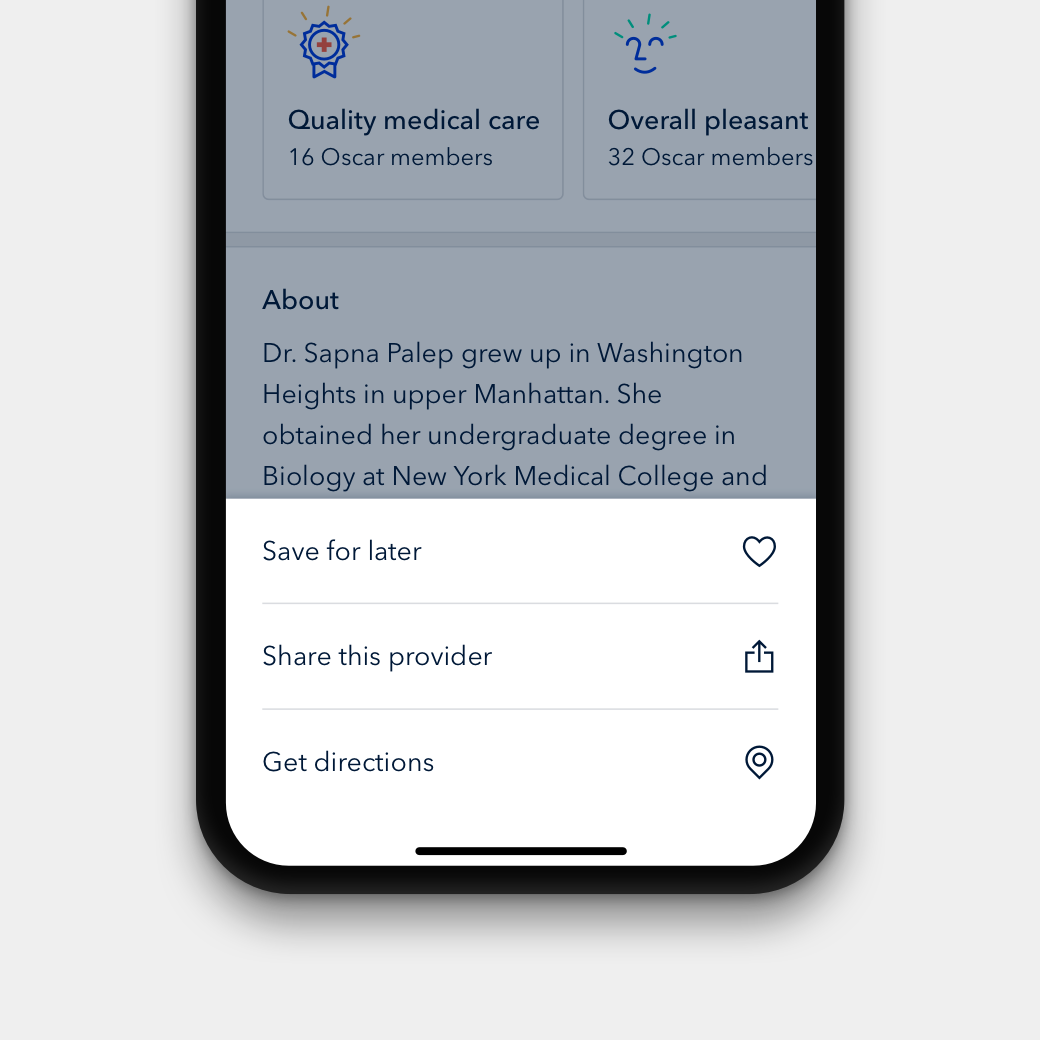 Quality medical care
16 Oscar members
Overall pleasant
32 Oscar members
About
Dr. Sapna Palep grew up in Washington
Heights in upper Manhattan. She
obtained her undergraduate degree in
Biology at New York Medical College and
Save for later
Share this provider
Get directions